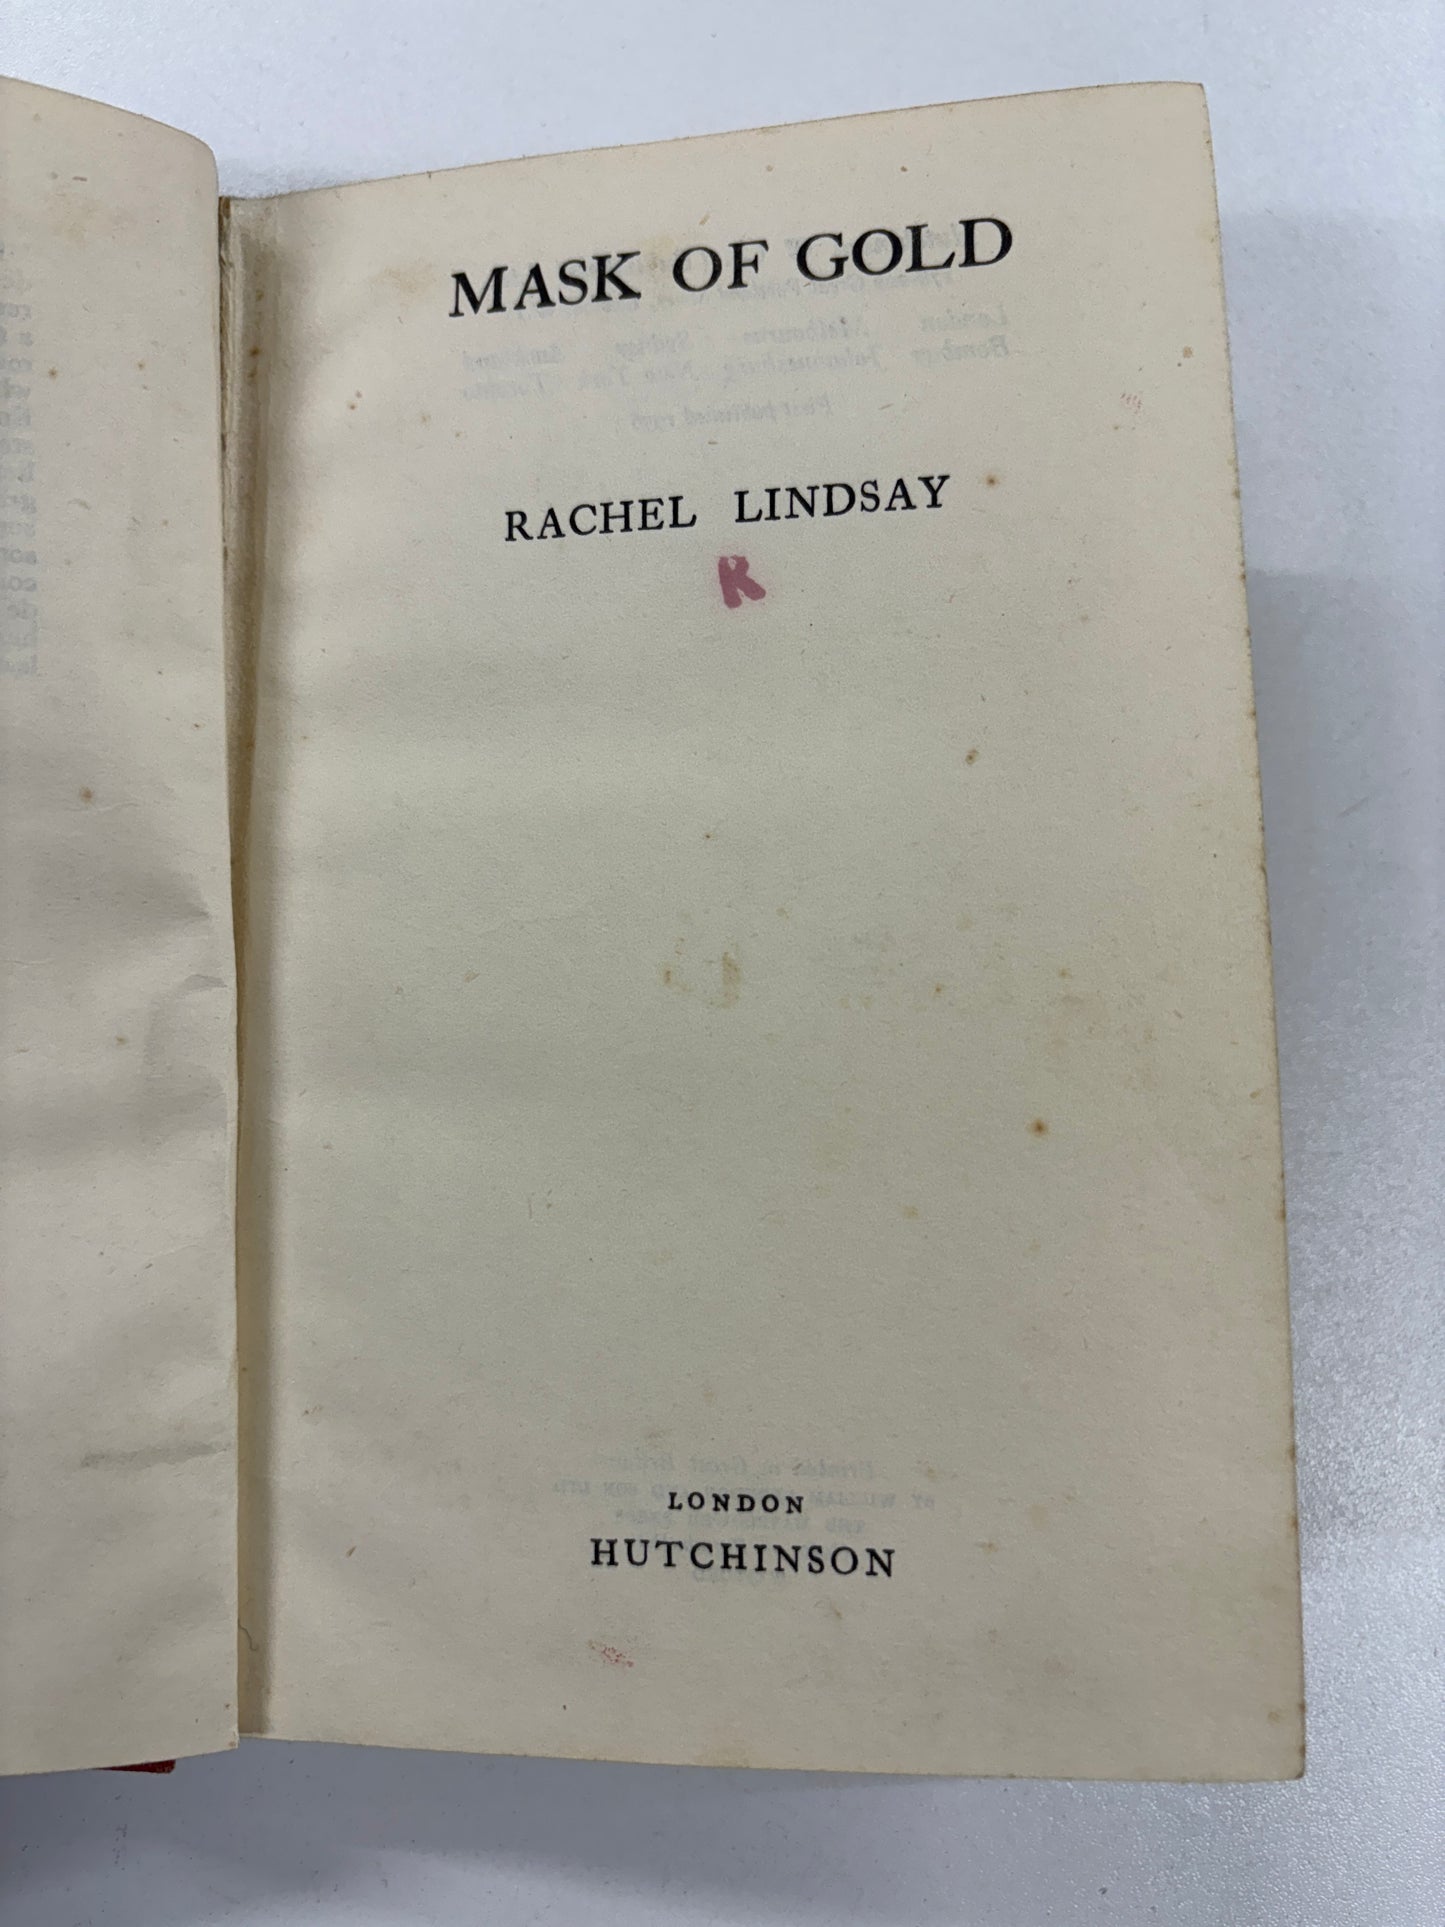 MASK OF GOLD
RACHEL LINDSAY
K
LONDON
HUTCHINSON